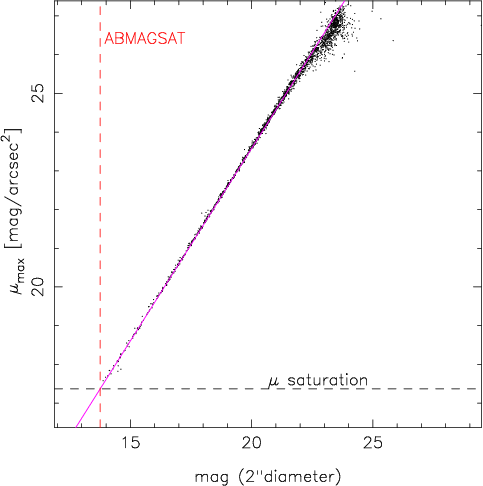 ABMAGSAT
25
20
μmax [mag/arcsec²]
μ saturation
15 20 25
mag (2"diameter)